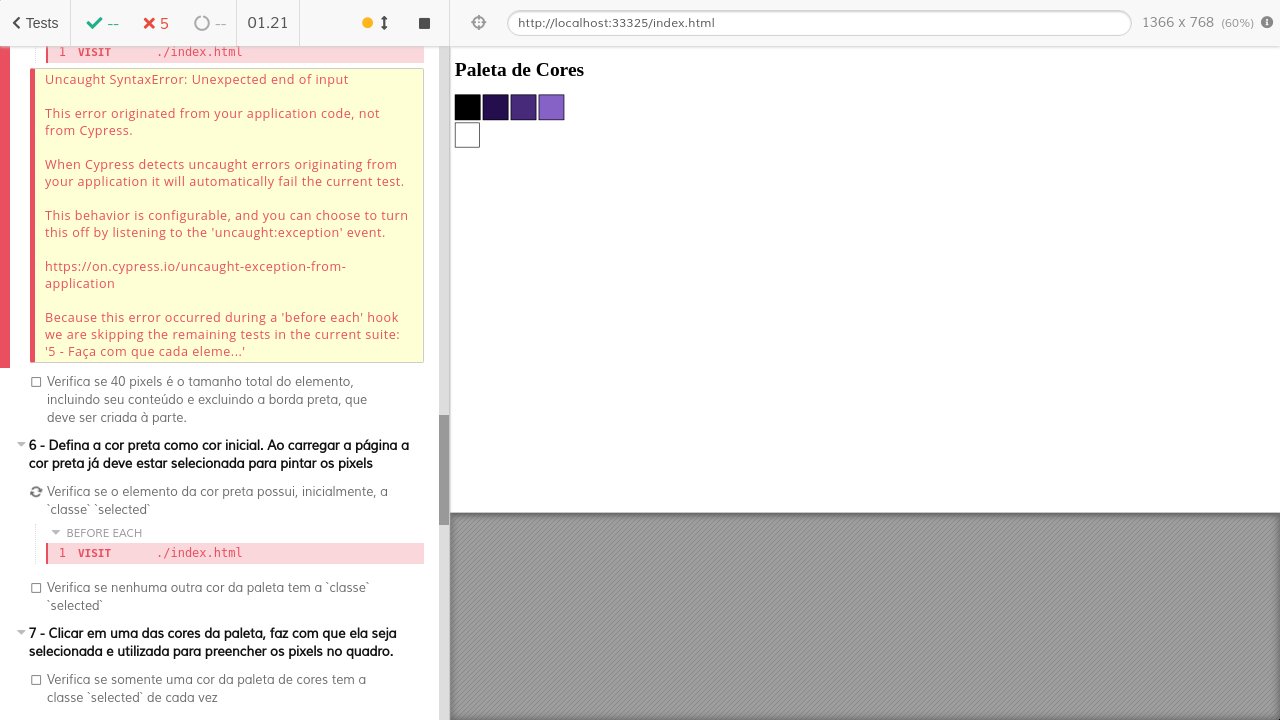 Tests
--
5
--
01.21
http://localhost:33325/index.html
1366 x 768 (60%)
1 VISIT ./index.html
Uncaught SyntaxError: Unexpected end of input
This error originated from your application code, not
from Cypress.
When Cypress detects uncaught errors originating from
your application it will automatically fail the current test.
This behavior is configurable, and you can choose to turn
this off by listening to the 'uncaught:exception' event.
https://on.cypress.io/uncaught-exception-from-
application
Because this error occurred during a 'before each' hook
we are skipping the remaining tests in the current suite:
'5 - Faça com que cada eleme...'
Verifica se 40 pixels é o tamanho total do elemento,
incluindo seu conteúdo e excluindo a borda preta, que
deve ser criada à parte.
6 - Defina a cor preta como cor inicial. Ao carregar a página a
cor preta já deve estar selecionada para pintar os pixels
Verifica se o elemento da cor preta possui, inicialmente, a
`classe` `selected`
BEFORE EACH
1 VISIT ./index.html
Verifica se nenhuma outra cor da paleta tem a `classe`
`selected`
7 - Clicar em uma das cores da paleta, faz com que ela seja
selecionada e utilizada para preencher os pixels no quadro.
Verifica se somente uma cor da paleta de cores tem a
classe `selected` de cada vez
Paleta de Cores